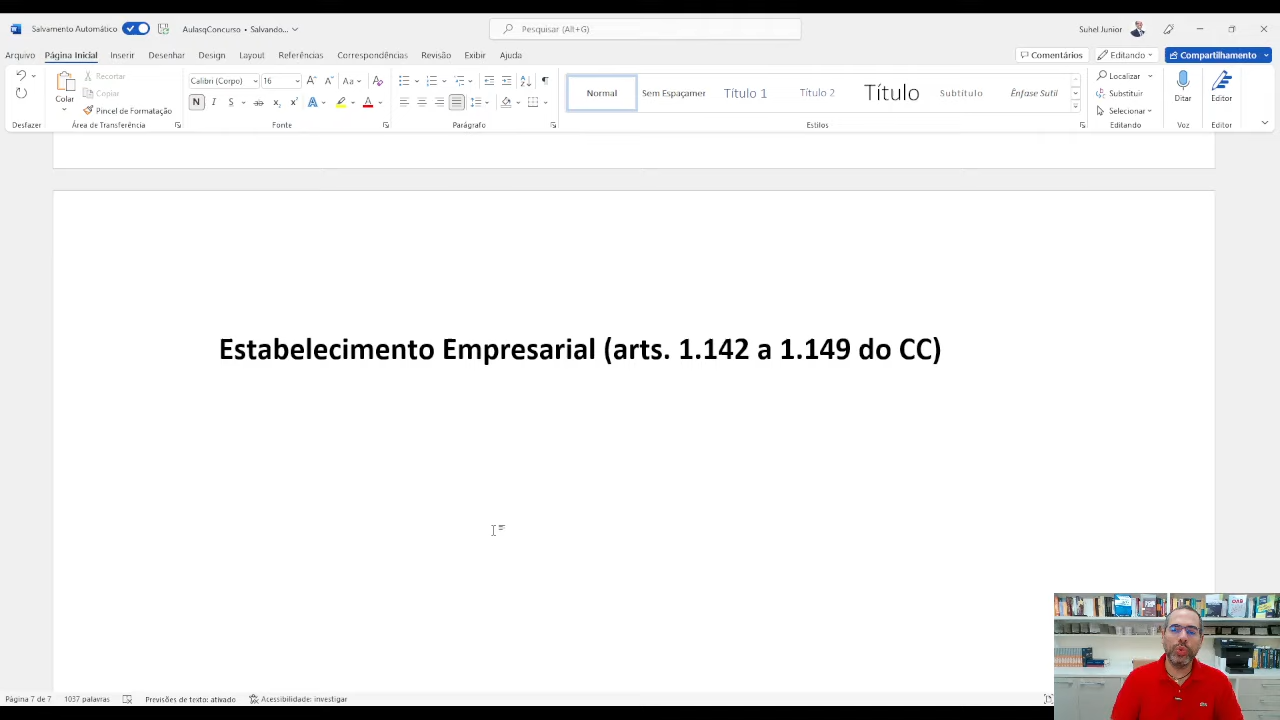 Salvamento Automático
AulasqConcurso • Salvando...
Pesquisar (Alt+G)
Suhel Junior
Arquivo Página Inicial Inserir Desenhar Design Layout Referências Correspondências Revisão Exibir Ajuda
Comentários Editando Compartilhamento
Colar
Recortar
Copiar
Pincel de Formatação
Calibri (Corpo) 16
Normal Sem Espaçamer Título 1 Título 2 Título Subtítulo Ênfase Sutil
Localizar
Substituir
Selecionar
Ditar
Editor
Desfazer Área de Transferência Fonte Parágrafo Estilos Editando Voz Editor
Estabelecimento Empresarial (arts. 1.142 a 1.149 do CC)
OAB
Página 7 de 7 1037 palavras Previsões de texto: ativado Acessibilidade: investigar